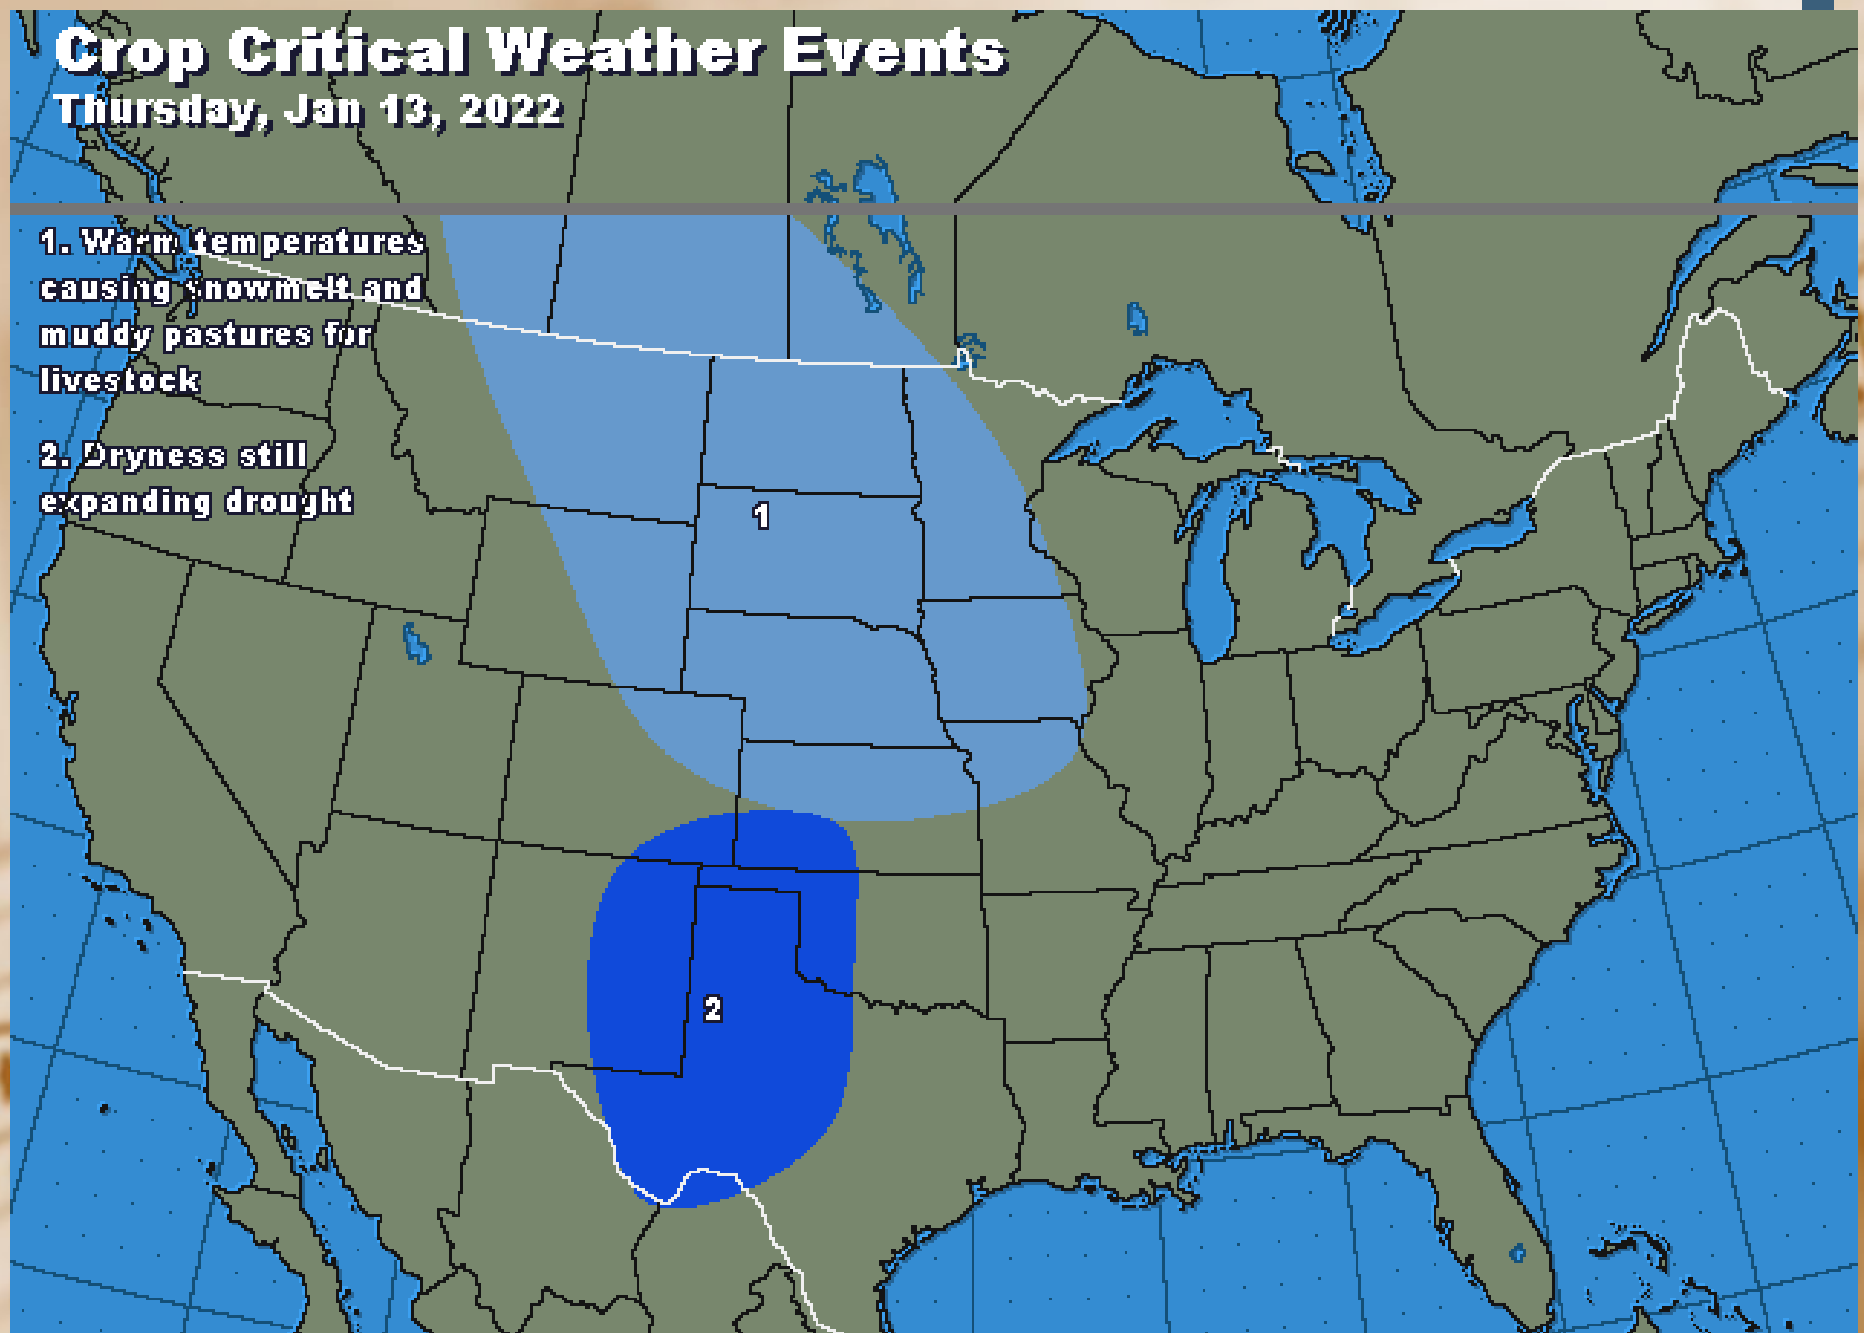 Crop Critical Weather Events
Thursday, Jan 13, 2022
1. Warm temperatures
causing snowmelt and
muddy pastures for
livestock
2. Dryness still
expanding drought
1
2